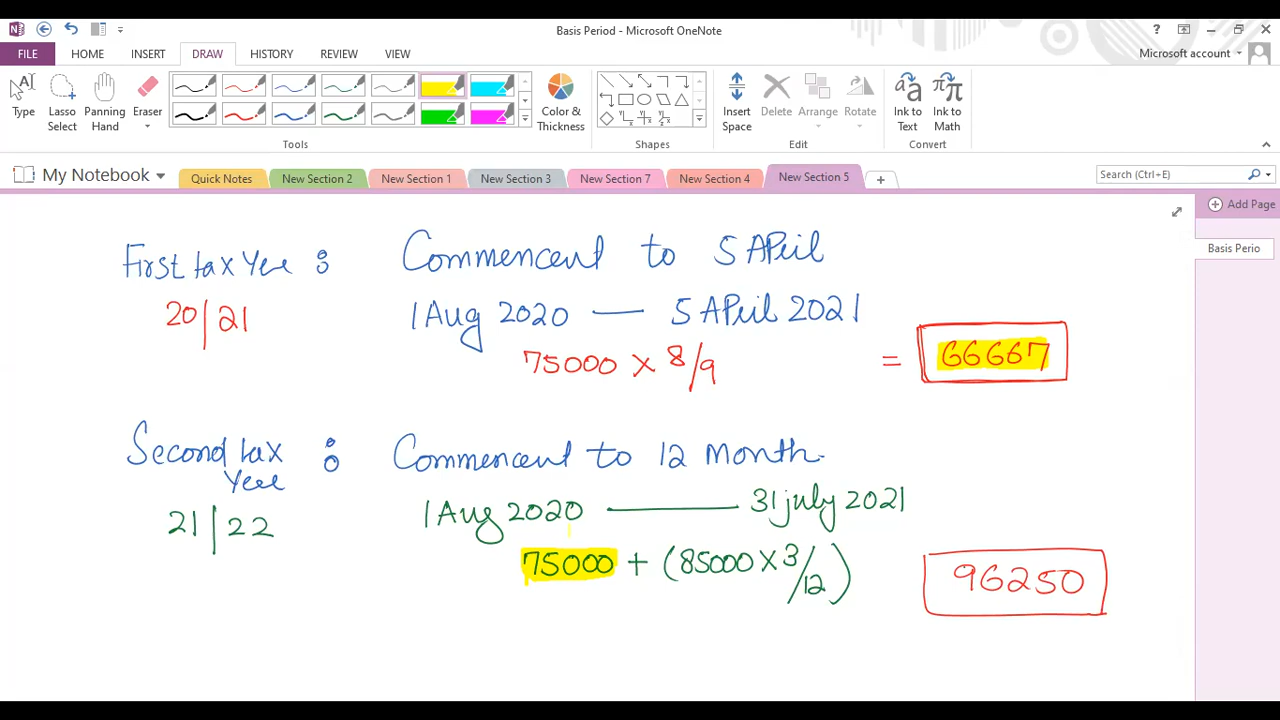 Basis Period - Microsoft OneNote
FILE HOME INSERT DRAW HISTORY REVIEW VIEW
Microsoft account
Type
Lasso Select
Panning Hand
Eraser
Color & Thickness
Insert Space
Delete
Arrange
Rotate
Ink to Text
Ink to Math
Tools
Shapes
Edit
Convert
My Notebook
Quick Notes New Section 2 New Section 1 New Section 3 New Section 7 New Section 4 New Section 5
Search (Ctrl+E)
Add Page
Basis Perio
First tax Yere : Commencent to 5 APril
20/21 1 Aug 2020 — 5 APril 2021
75000 x 8/9 = 66667
Second tax Yere : Commencent to 12 month
21/22 1 Aug 2020 — 31 july 2021
75000 + (85000 x 3/12) 96250